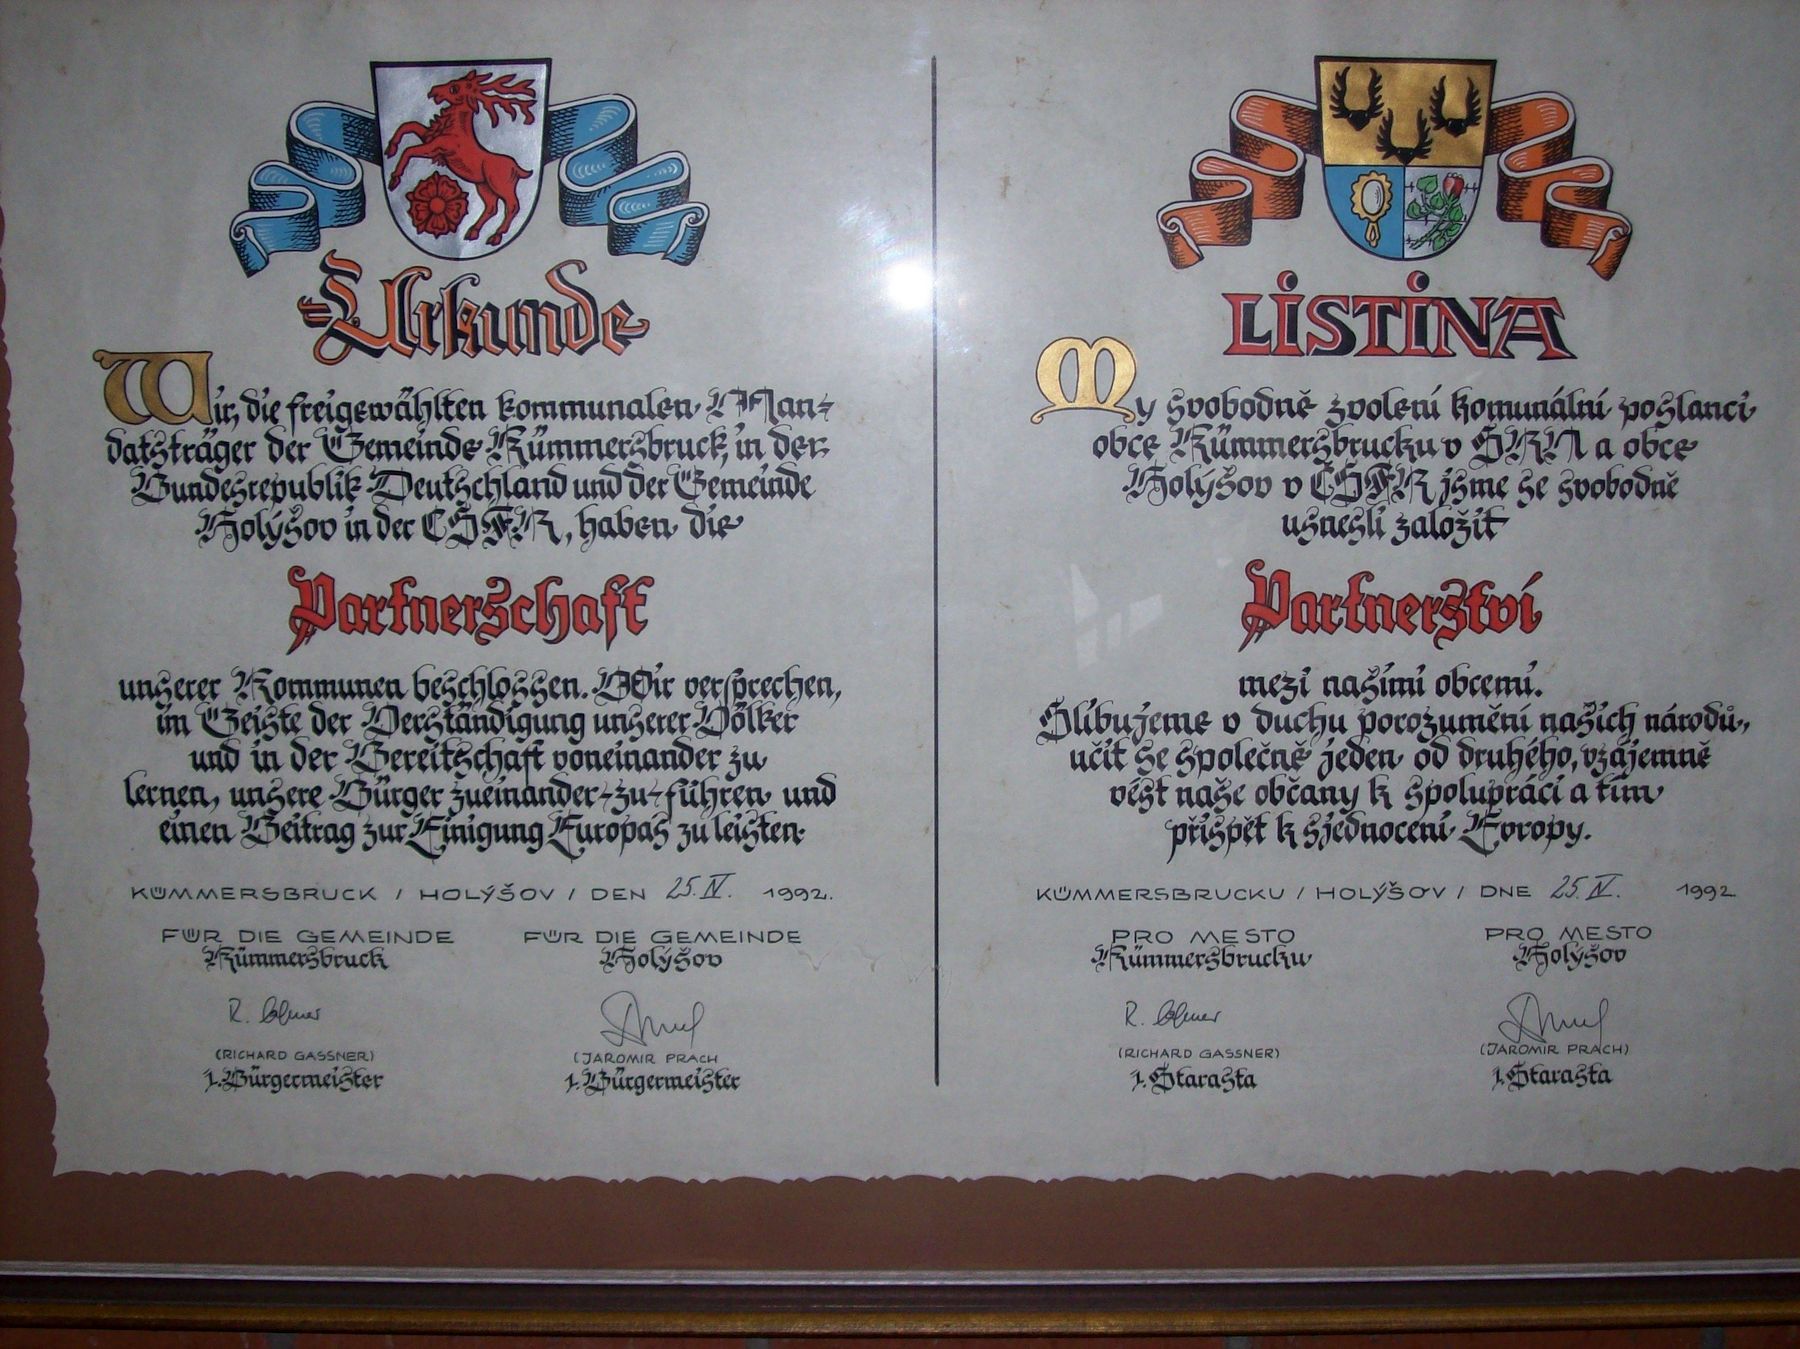 Urkunde
Wir, die freigewählten kommunalen Man-
datsträger der Gemeinde Kümmersbruck, in der
Bundesrepublik Deutschland und der Gemeinde
Holýšov in der ČSFR, haben die
Partnerschaft
unserer Kommunen beschlossen. Wir versprechen,
im Geiste der Verständigung unserer Völker
und in der Bereitschaft voneinander zu
lernen, unsere Bürger zueinander-zu-führen und
einen Beitrag zur Einigung Europas zu leisten.
KÜMMERSBRUCK / HOLÝŠOV / DEN 25. IV. 1992.
FÜR DIE GEMEINDE
Kümmersbruck
(RICHARD GASSNER)
1. Bürgermeister
FÜR DIE GEMEINDE
Holýšov
(JAROMIR PRACH
1. Bürgermeister
LISTINA
My svobodně zvolení komunální poslanci
obce Kümmersbrucku v SRN a obce
Holýšov v ČSFR jsme se svobodně
usnesli založit
Partnerství
mezi našimi obcemi.
Slibujeme v duchu porozumění našich národů,
učit se společně jeden od druhého, vzájemně
vést naše občany k spolupráci a tím
přispět k sjednocení Evropy.
KÜMMERSBRUCKU / HOLÝŠOV / DNE 25. IV. 1992
PRO MESTO
Kümmersbrucku
(RICHARD GASSNER)
1. Starasta
PRO MESTO
Holýšov
(JAROMIR PRACH)
1. Starasta